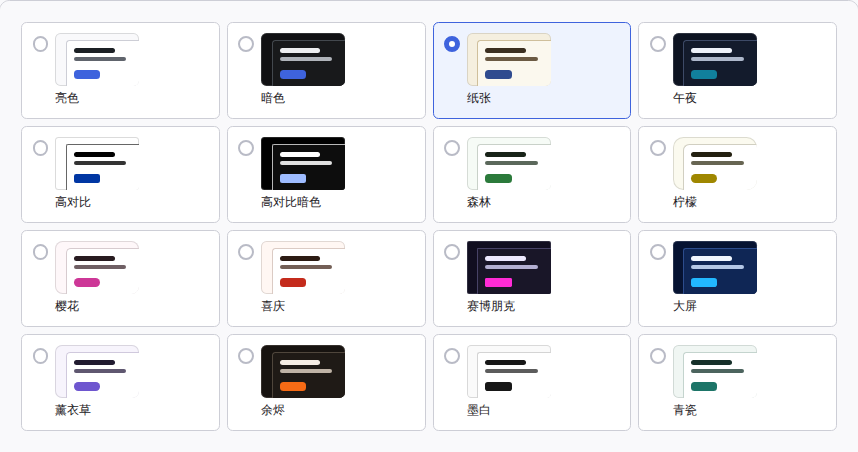 亮色
暗色
纸张
午夜
高对比
高对比暗色
森林
柠檬
樱花
喜庆
赛博朋克
大屏
薰衣草
余烬
墨白
青瓷